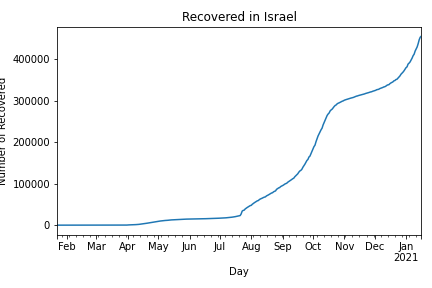 Recovered in Israel
Number of Recovered
400000
300000
200000
100000
0
Feb Mar Apr May Jun Jul Aug Sep Oct Nov Dec Jan
2021
Day